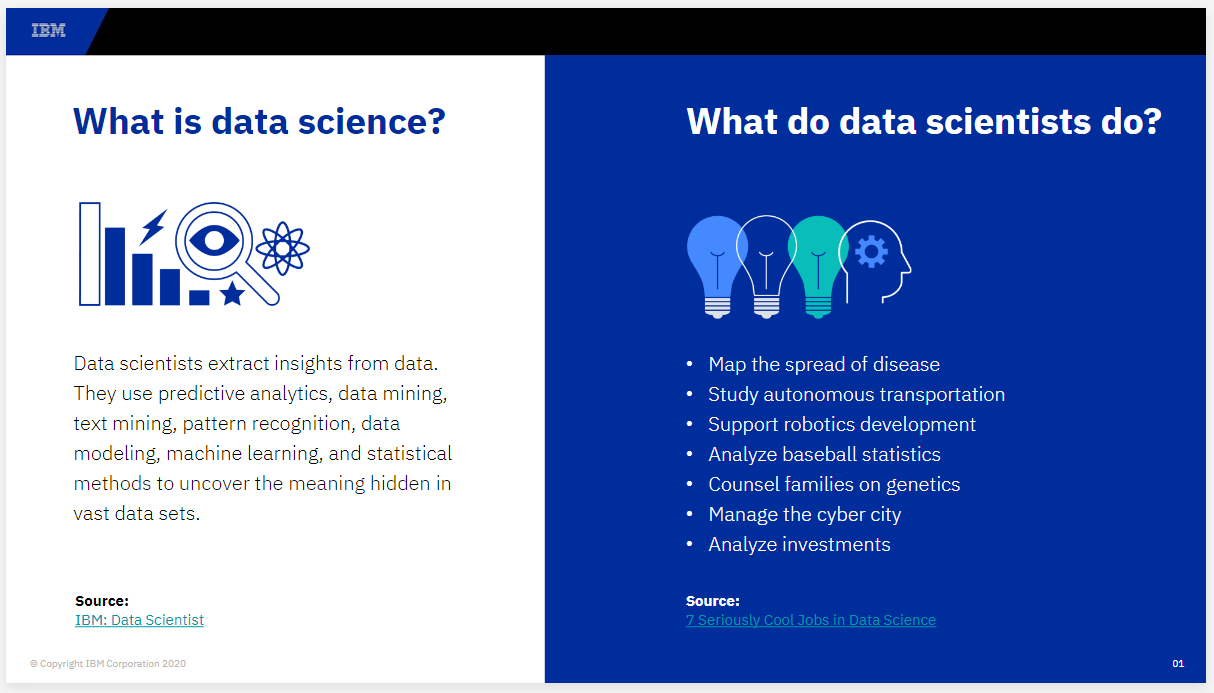 IBM
What is data science?
Data scientists extract insights from data.
They use predictive analytics, data mining,
text mining, pattern recognition, data
modeling, machine learning, and statistical
methods to uncover the meaning hidden in
vast data sets.
Source:
IBM: Data Scientist
© Copyright IBM Corporation 2020
What do data scientists do?
• Map the spread of disease
• Study autonomous transportation
• Support robotics development
• Analyze baseball statistics
• Counsel families on genetics
• Manage the cyber city
• Analyze investments
Source:
7 Seriously Cool Jobs in Data Science
01